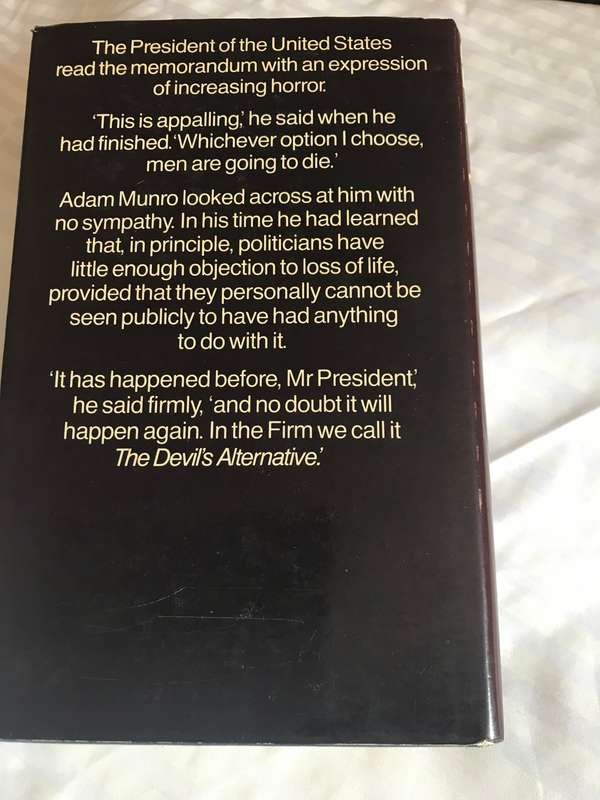 The President of the United States
read the memorandum with an expression
of increasing horror.
‘This is appalling,’ he said when he
had finished. ‘Whichever option I choose,
men are going to die.’
Adam Munro looked across at him with
no sympathy. In his time he had learned
that, in principle, politicians have
little enough objection to loss of life,
provided that they personally cannot be
seen publicly to have had anything
to do with it.
‘It has happened before, Mr President,’
he said firmly, ‘and no doubt it will
happen again. In the Firm we call it
The Devil’s Alternative.’